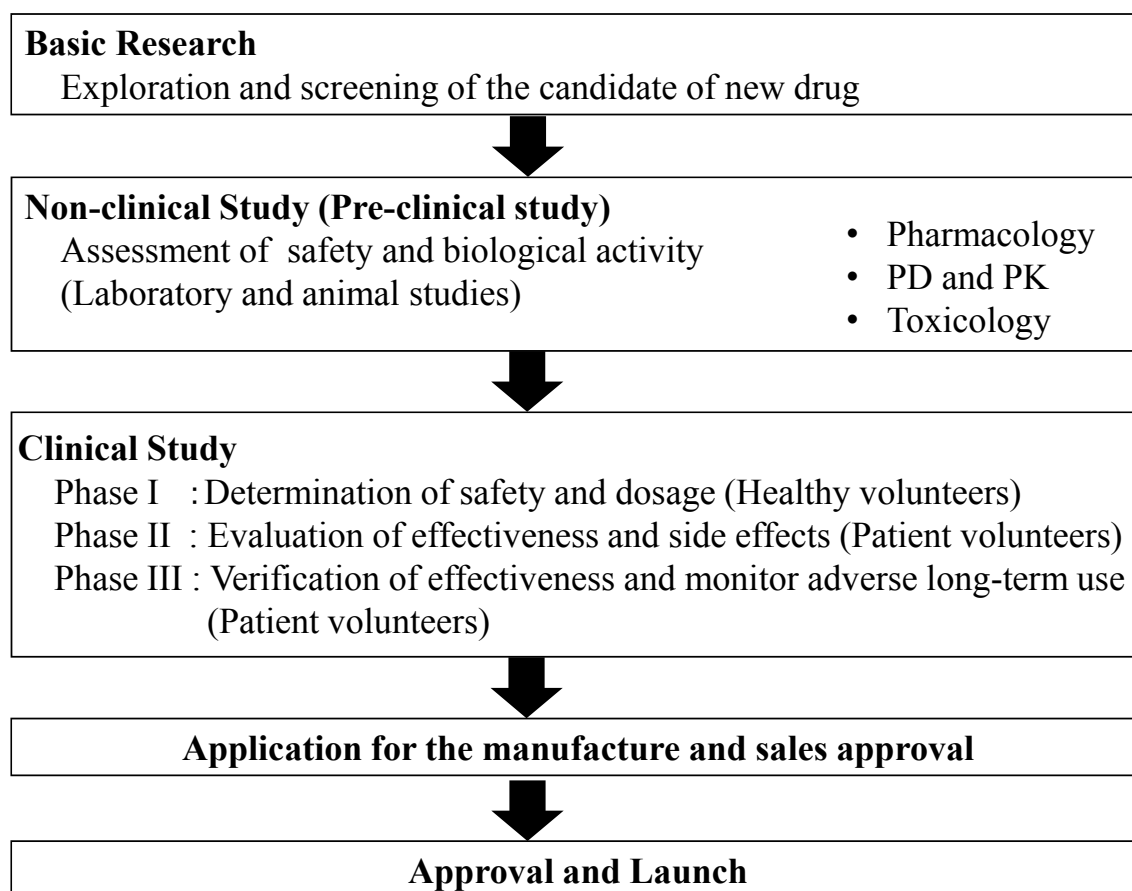 Basic Research
Exploration and screening of the candidate of new drug
Non-clinical Study (Pre-clinical study)
Assessment of  safety and biological activity
(Laboratory and animal studies)
• Pharmacology
• PD and PK
• Toxicology
Clinical Study
Phase I   : Determination of safety and dosage (Healthy volunteers)
Phase II  : Evaluation of effectiveness and side effects (Patient volunteers)
Phase III : Verification of effectiveness and monitor adverse long-term use
(Patient volunteers)
Application for the manufacture and sales approval
Approval and Launch